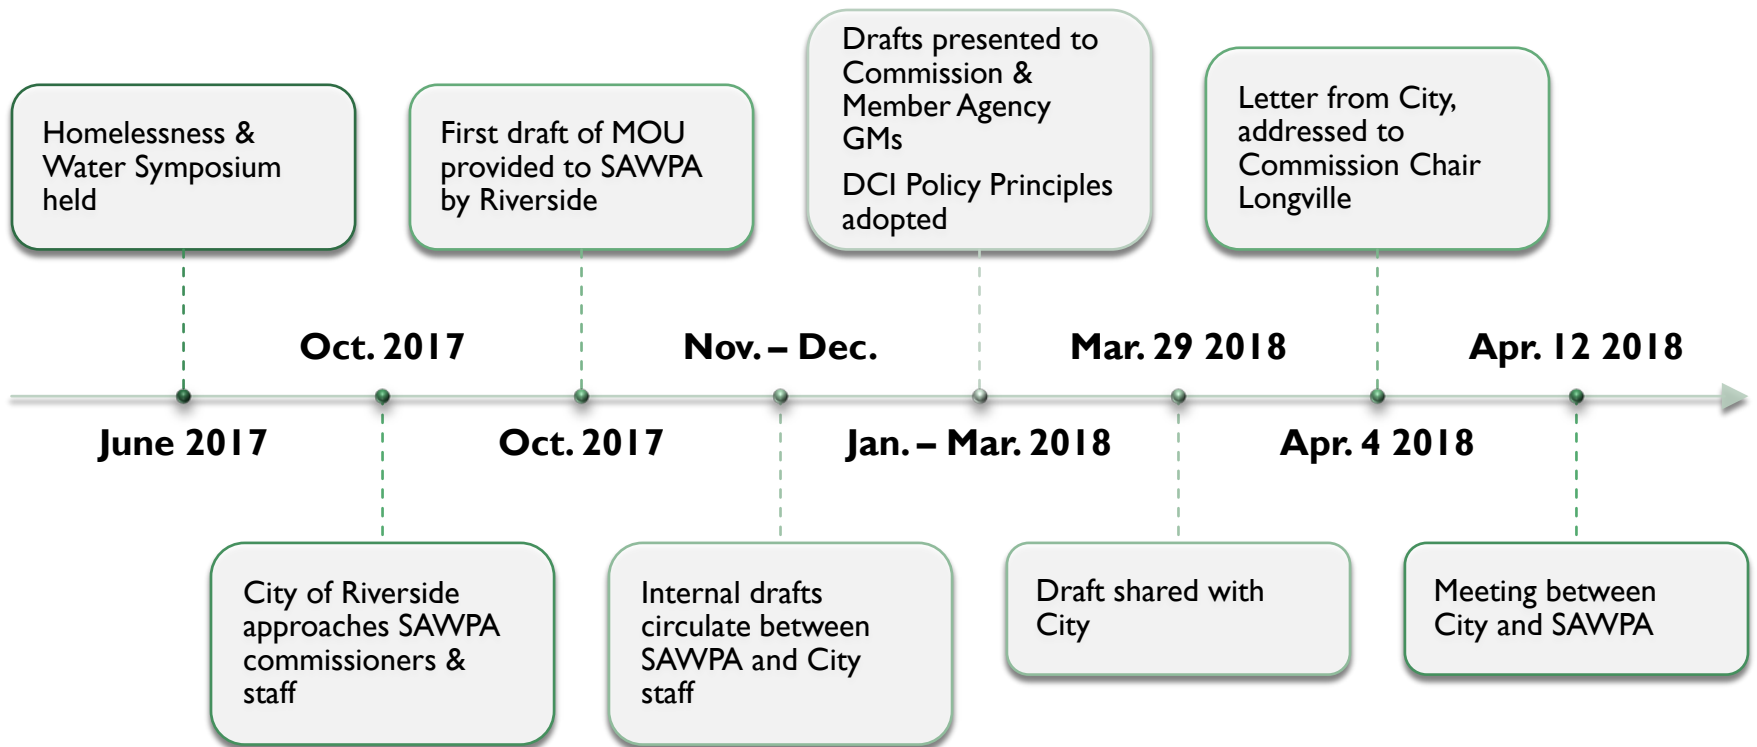 Homelessness &
Water Symposium
held
June 2017
Oct. 2017
City of Riverside
approaches SAWPA
commissioners &
staff
First draft of MOU
provided to SAWPA
by Riverside
Oct. 2017
Nov. – Dec.
Internal drafts
circulate between
SAWPA and City
staff
Drafts presented to
Commission &
Member Agency
GMs
DCI Policy Principles
adopted
Jan. – Mar. 2018
Mar. 29 2018
Draft shared with
City
Letter from City,
addressed to
Commission Chair
Longville
Apr. 4 2018
Apr. 12 2018
Meeting between
City and SAWPA